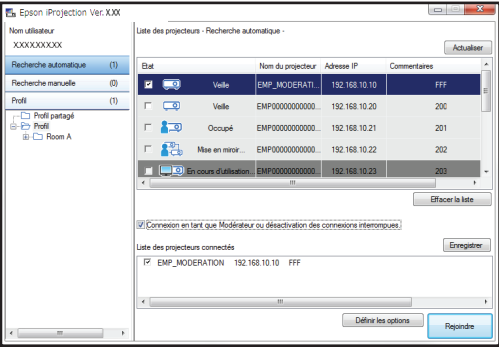 Epson iProjection Ver. X.XX
Nom utilisateur
XXXXXXXXX
Recherche automatique (1)
Recherche manuelle (0)
Profil (1)
Profil partagé
Profil
Room A
Liste des projecteurs - Recherche automatique -
Actualiser
Etat Nom du projecteur Adresse IP Commentaires
Veille EMP_MODERATI... 192.168.10.10 FFF
Veille EMP00000000000... 192.168.10.20 200
Occupé EMP00000000000... 192.168.10.21 201
Mise en miroir... EMP00000000000... 192.168.10.22 202
En cours d'utilisation... EMP00000000000... 192.168.10.23 203
Effacer la liste
Connexion en tant que Modérateur ou désactivation des connexions interrompues.
Liste des projecteurs connectés
Enregistrer
EMP_MODERATION 192.168.10.10 FFF
Définir les options
Rejoindre